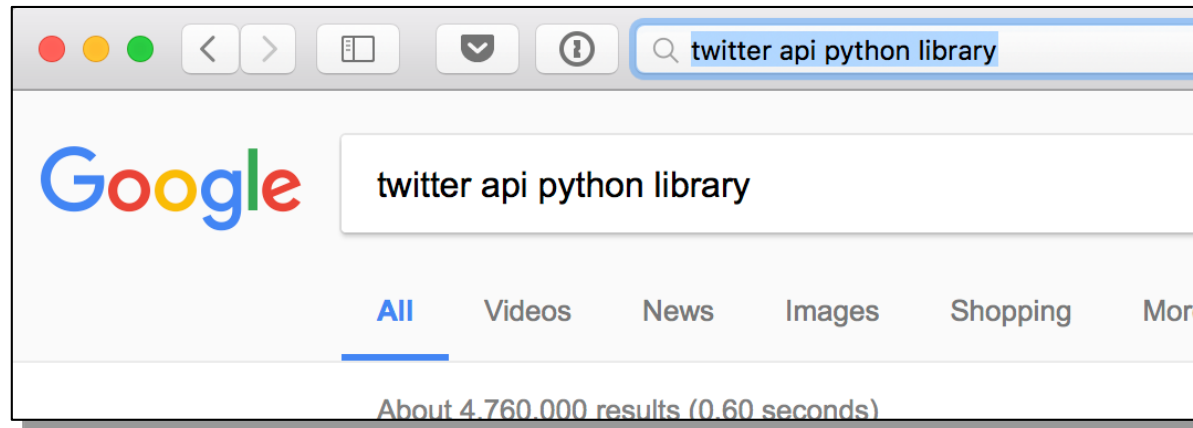 twitter api python library
Google
twitter api python library
All Videos News Images Shopping
About 4,760,000 results (0.60 seconds)